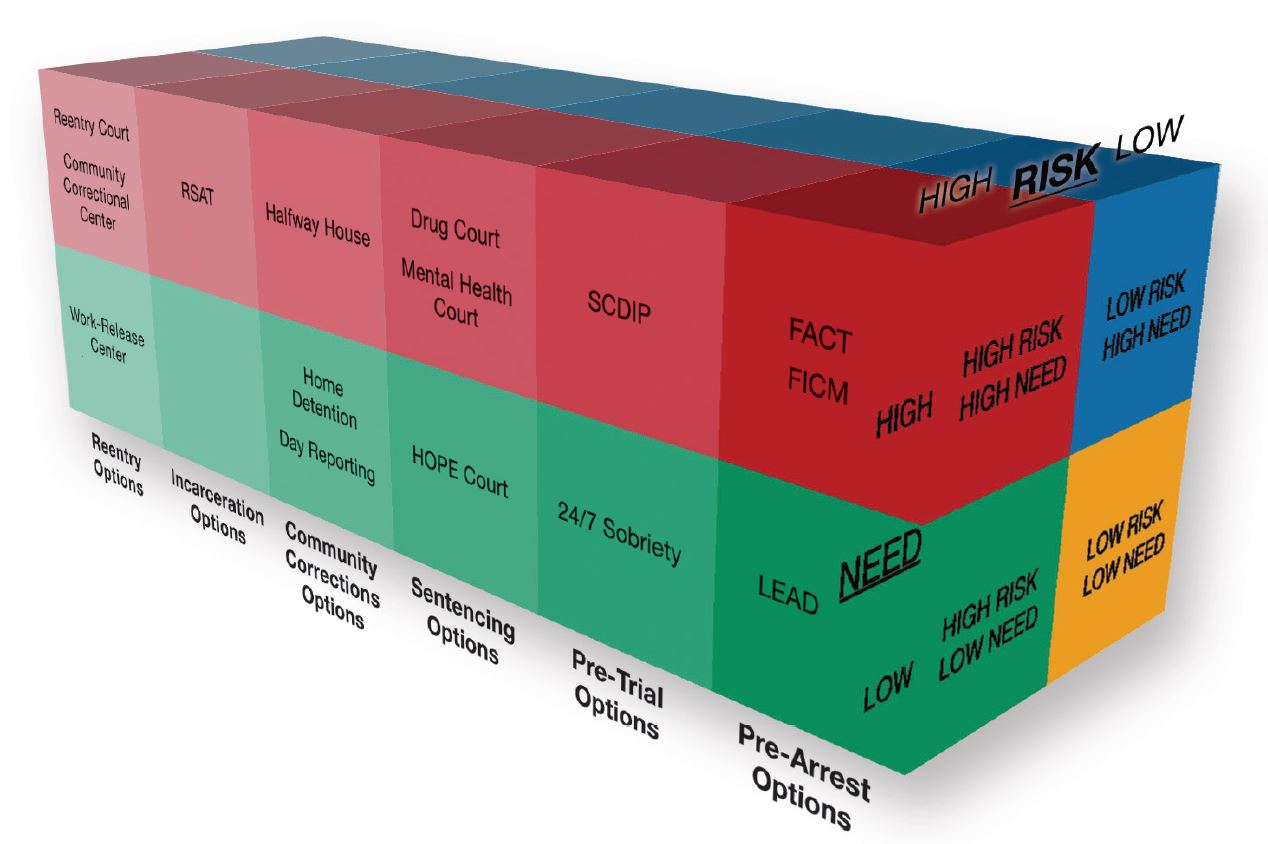 HIGH RISK LOW
Reentry Court
Community
Correctional
Center
RSAT
Halfway House
Drug Court
Mental Health
Court
SCDIP
FACT
FICM
HIGH
HIGH RISK
HIGH NEED
LOW RISK
HIGH NEED
Work-Release
Center
Home
Detention
Day Reporting
HOPE Court
24/7 Sobriety
LEAD
NEED
LOW
HIGH RISK
LOW NEED
LOW RISK
LOW NEED
Reentry
Options
Incarceration
Options
Community
Corrections
Options
Sentencing
Options
Pre-Trial
Options
Pre-Arrest
Options